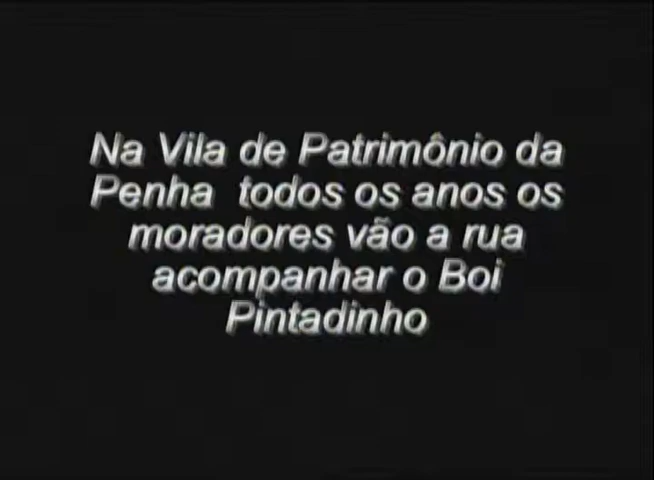 Na Vila de Patrimônio da
Penha todos os anos os
moradores vão a rua
acompanhar o Boi
Pintadinho